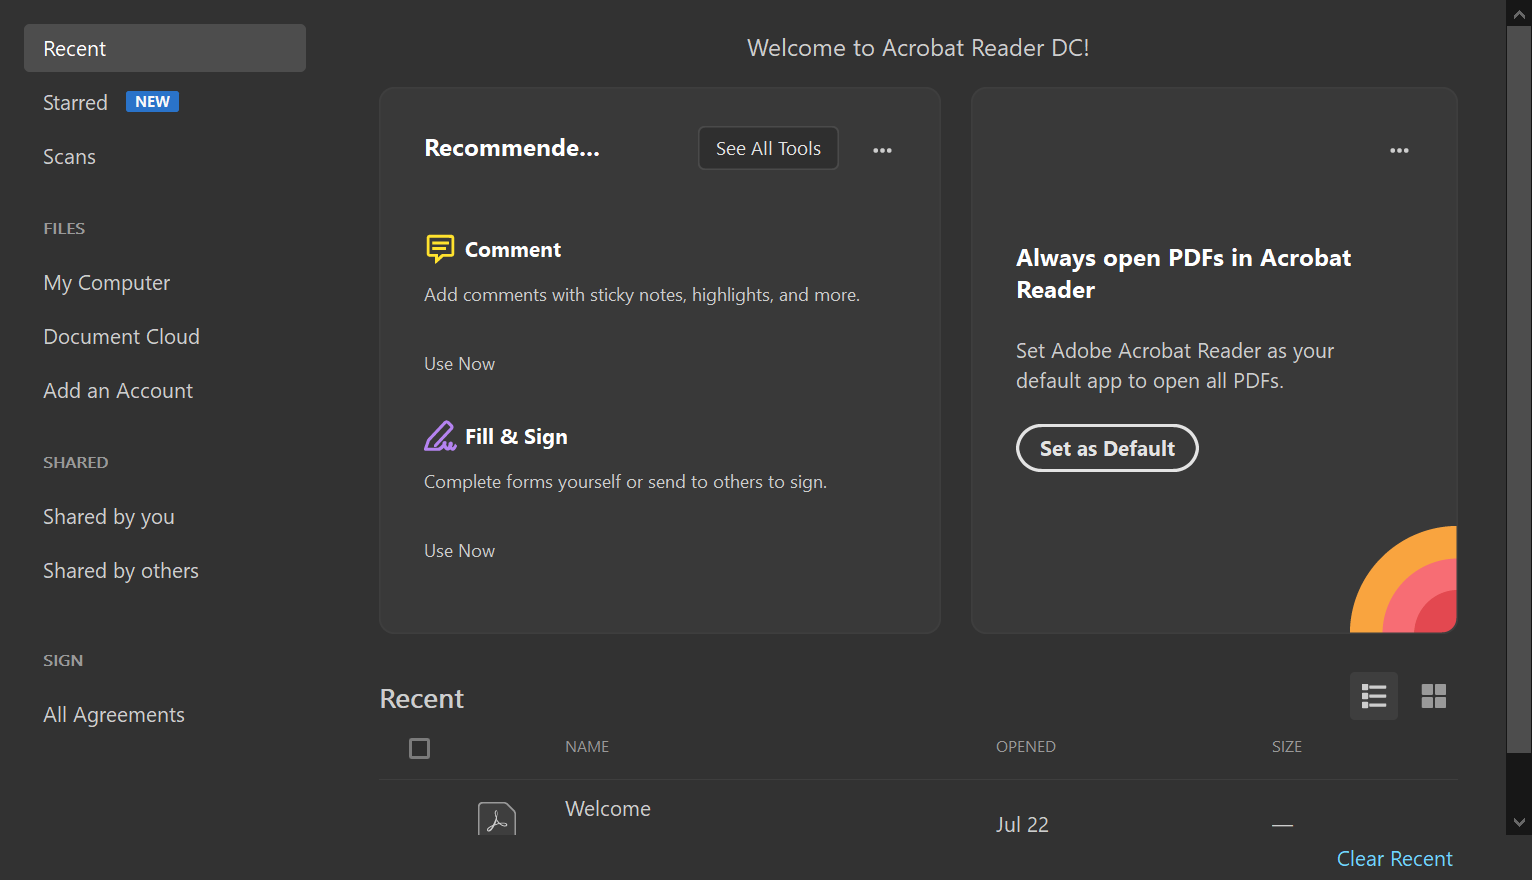 Recent
Starred NEW
Scans
FILES
My Computer
Document Cloud
Add an Account
SHARED
Shared by you
Shared by others
SIGN
All Agreements
Welcome to Acrobat Reader DC!
Recommende...
See All Tools
Comment
Add comments with sticky notes, highlights, and more.
Use Now
Fill & Sign
Complete forms yourself or send to others to sign.
Use Now
Always open PDFs in Acrobat
Reader
Set Adobe Acrobat Reader as your
default app to open all PDFs.
Set as Default
Recent
NAME OPENED SIZE
Welcome
Jul 22 —
Clear Recent